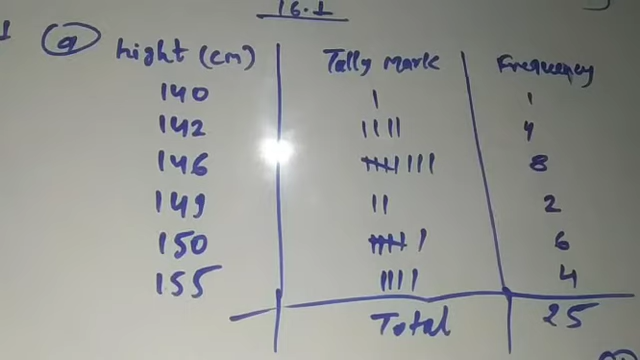 16.1
1 (a) hight (cm) Tally mark Frequency
140 | 1
142 |||| 4
146 𝍸||| 8
149 || 2
150 𝍸| 6
155 |||| 4
Total 25